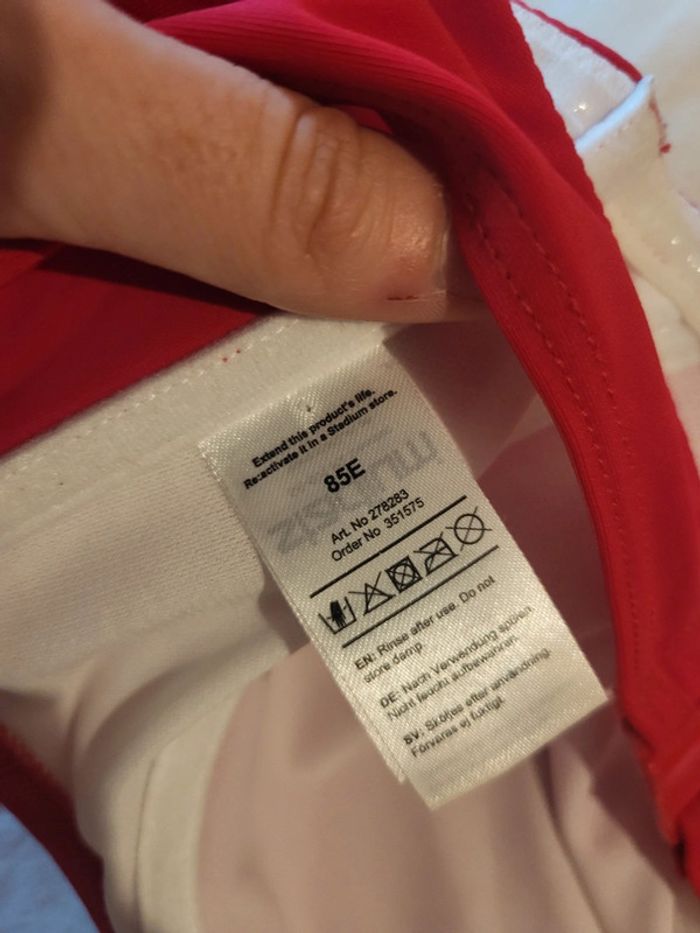 Extend this product's life.
Re:activate it in a Stadium store.
85E
Art. No 278283
Order No 351575
EN: Rinse after use. Do not
store damp.
DE: Nach Verwendung spülen.
Nicht feucht aufbewahren.
SV: Sköljes efter användning.
Förvaras ej fuktigt.